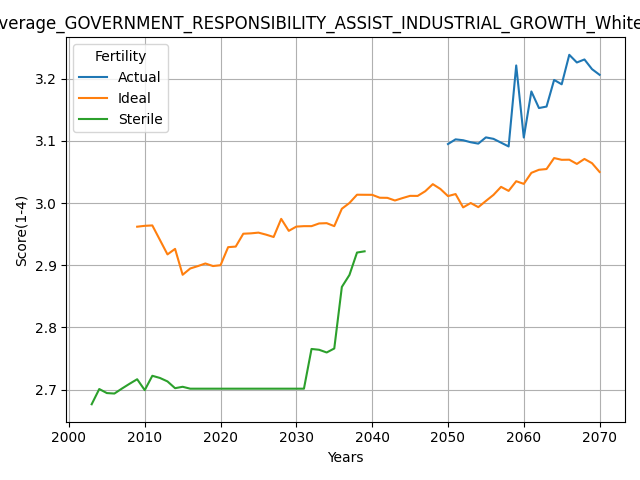 verage_GOVERNMENT_RESPONSIBILITY_ASSIST_INDUSTRIAL_GROWTH_White
Fertility
Actual
Ideal
Sterile
Score(1-4)
3.2
3.1
3.0
2.9
2.8
2.7
2000 2010 2020 2030 2040 2050 2060 2070
Years